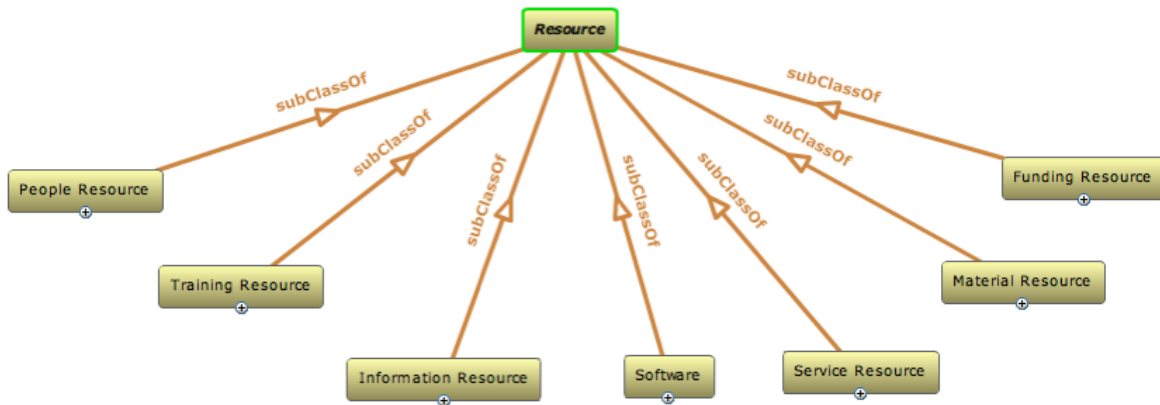 Resource
subClassOf
subClassOf
subClassOf
subClassOf
subClassOf
subClassOf
subClassOf
People Resource
Funding Resource
Training Resource
Material Resource
Information Resource
Software
Service Resource